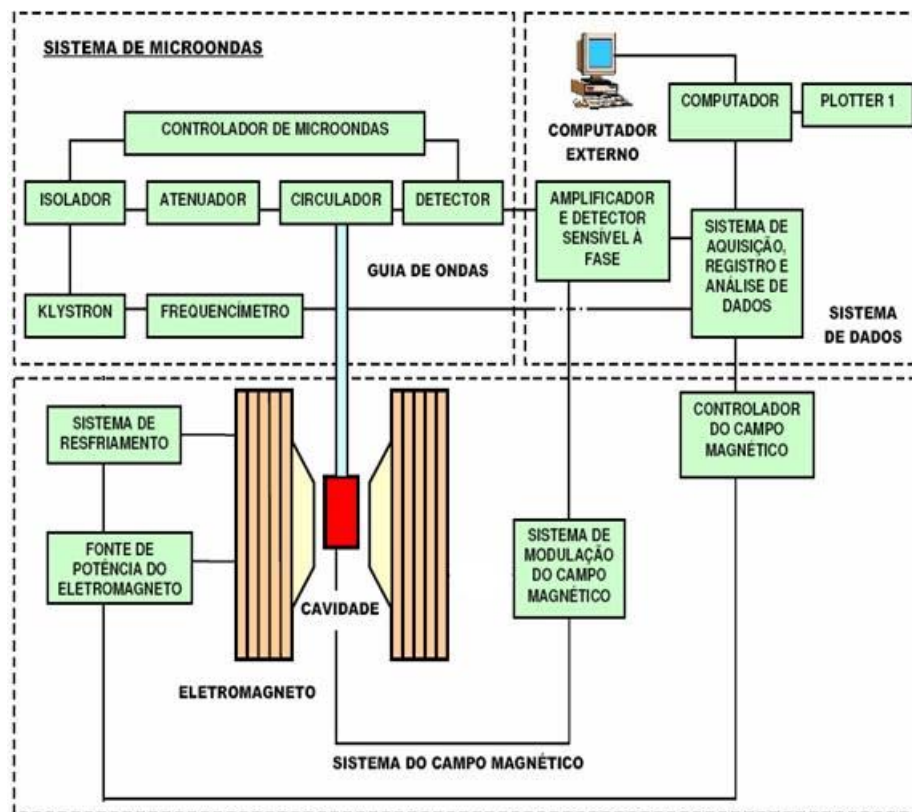 SISTEMA DE MICROONDAS
CONTROLADOR DE MICROONDAS
ISOLADOR
ATENUADOR
CIRCULADOR
DETECTOR
GUIA DE ONDAS
KLYSTRON
FREQUENCÍMETRO
COMPUTADOR
EXTERNO
COMPUTADOR
PLOTTER 1
AMPLIFICADOR
E DETECTOR
SENSÍVEL À
FASE
SISTEMA DE
AQUISIÇÃO,
REGISTRO E
ANÁLISE DE
DADOS
SISTEMA
DE DADOS
SISTEMA DE
RESFRIAMENTO
FONTE DE
POTÊNCIA DO
ELETROMAGNETO
CAVIDADE
ELETROMAGNETO
SISTEMA DE
MODULAÇÃO
DO CAMPO
MAGNÉTICO
CONTROLADOR
DO CAMPO
MAGNÉTICO
SISTEMA DO CAMPO MAGNÉTICO